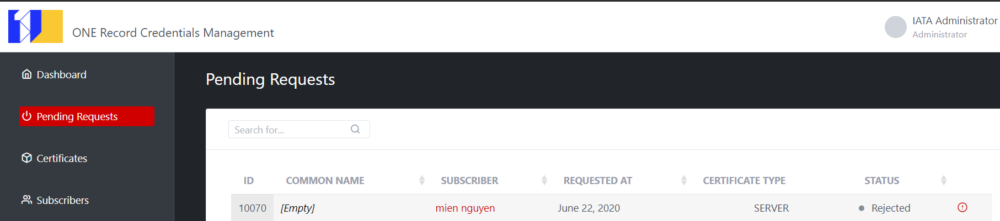 ONE Record Credentials Management
IATA Administrator
Administrator
Dashboard
Pending Requests
Certificates
Subscribers
Pending Requests
Search for...
ID COMMON NAME SUBSCRIBER REQUESTED AT CERTIFICATE TYPE STATUS
10070 [Empty] mien nguyen June 22, 2020 SERVER Rejected